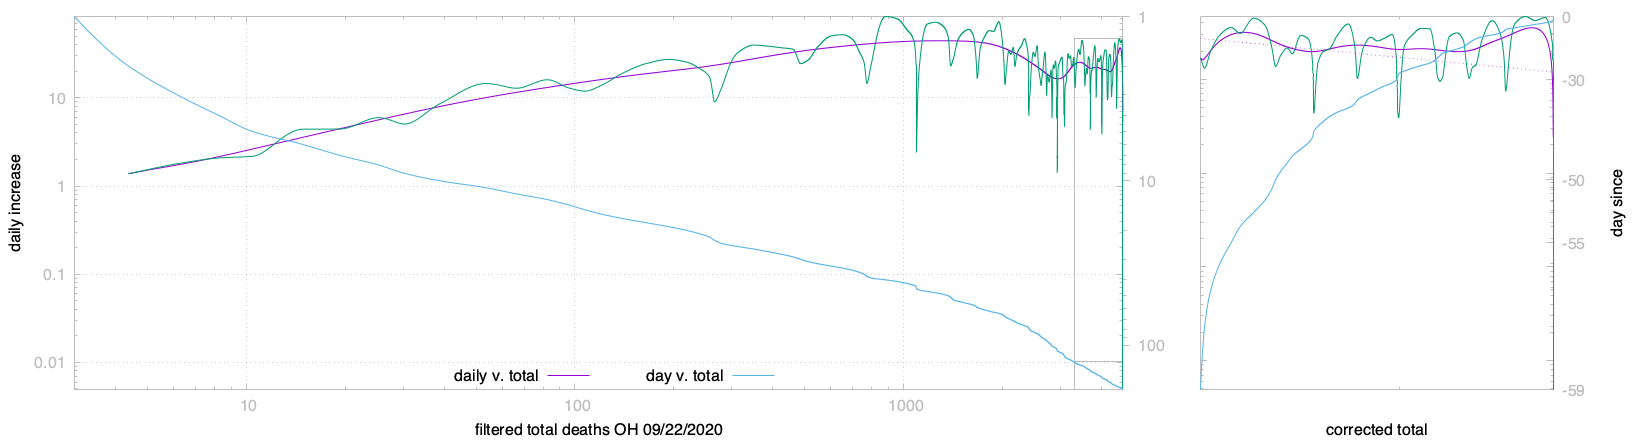 daily increase
10
1
0.1
0.01
10
100
1000
filtered total deaths OH 09/22/2020
daily v. total
day v. total
1
10
100
0
-30
-50
-55
-59
day since
corrected total